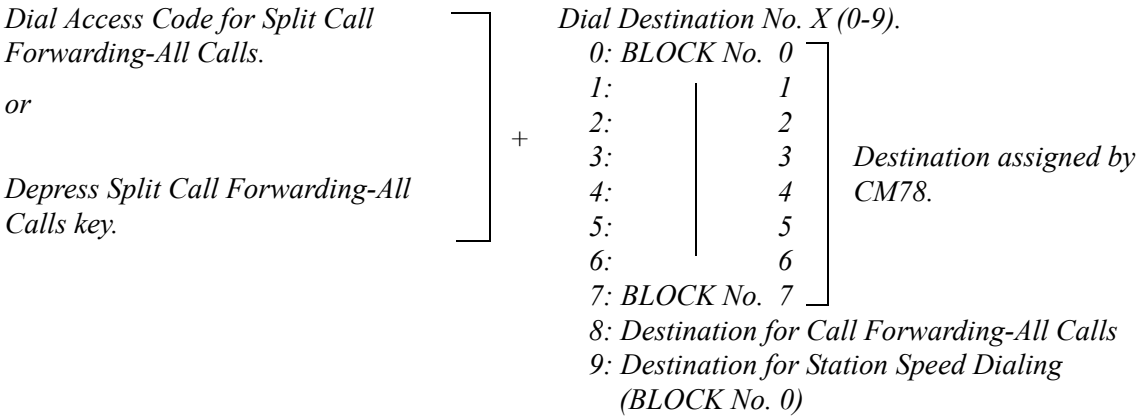 Dial Access Code for Split Call
Forwarding-All Calls.
or
Depress Split Call Forwarding-All
Calls key.
+
Dial Destination No. X (0-9).
0: BLOCK No. 0
1: 1
2: 2
3: 3
4: 4
5: 5
6: 6
7: BLOCK No. 7
Destination assigned by
CM78.
8: Destination for Call Forwarding-All Calls
9: Destination for Station Speed Dialing
(BLOCK No. 0)